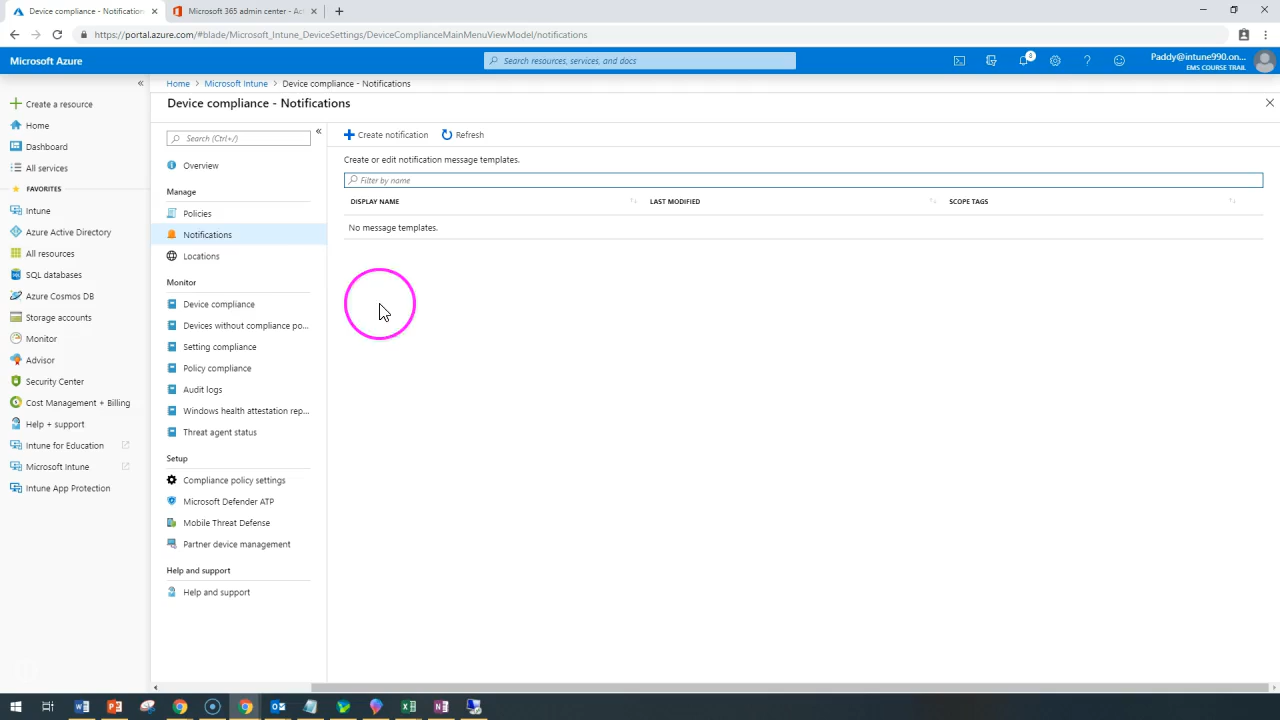 Device compliance - Notification
Microsoft 365 admin center - Ac
https://portal.azure.com/#blade/Microsoft_Intune_DeviceSettings/DeviceComplianceMainMenuViewModel/notifications
Microsoft Azure
Search resources, services, and docs
3
Paddy@intune990.on...
EMS COURSE TRAIL
«
Create a resource
Home
Dashboard
All services
FAVORITES
Intune
Azure Active Directory
All resources
SQL databases
Azure Cosmos DB
Storage accounts
Monitor
Advisor
Security Center
Cost Management + Billing
Help + support
Intune for Education
Microsoft Intune
Intune App Protection
Home > Microsoft Intune > Device compliance - Notifications
Device compliance - Notifications
Search (Ctrl+/)
«
Overview
Manage
Policies
Notifications
Locations
Monitor
Device compliance
Devices without compliance po...
Setting compliance
Policy compliance
Audit logs
Windows health attestation rep...
Threat agent status
Setup
Compliance policy settings
Microsoft Defender ATP
Mobile Threat Defense
Partner device management
Help and support
Help and support
Create notification Refresh
Create or edit notification message templates.
Filter by name
DISPLAY NAME LAST MODIFIED SCOPE TAGS
No message templates.